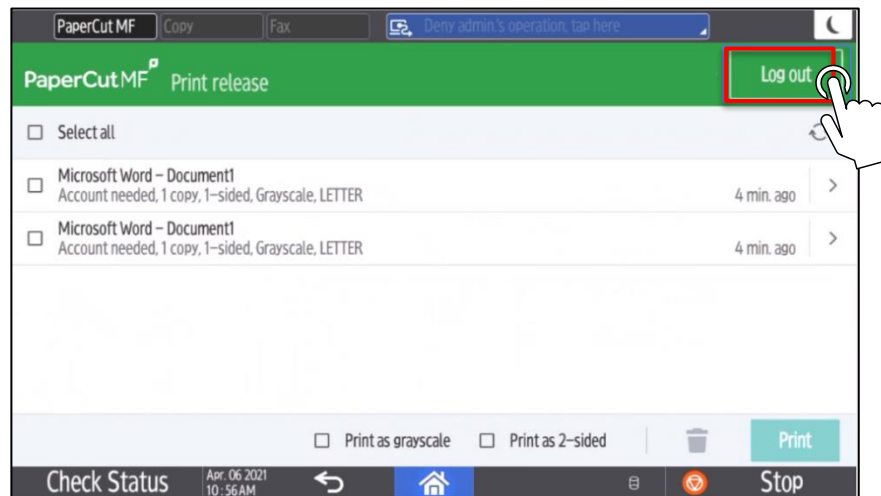 PaperCut MF Copy Fax Deny admin.'s operation, tap here
PaperCutMF Print release Log out
Select all
Microsoft Word – Document1
Account needed, 1 copy, 1–sided, Grayscale, LETTER 4 min. ago
Microsoft Word – Document1
Account needed, 1 copy, 1–sided, Grayscale, LETTER 4 min. ago
Print as grayscale Print as 2–sided Print
Check Status Apr. 06 2021 Stop
10:56AM